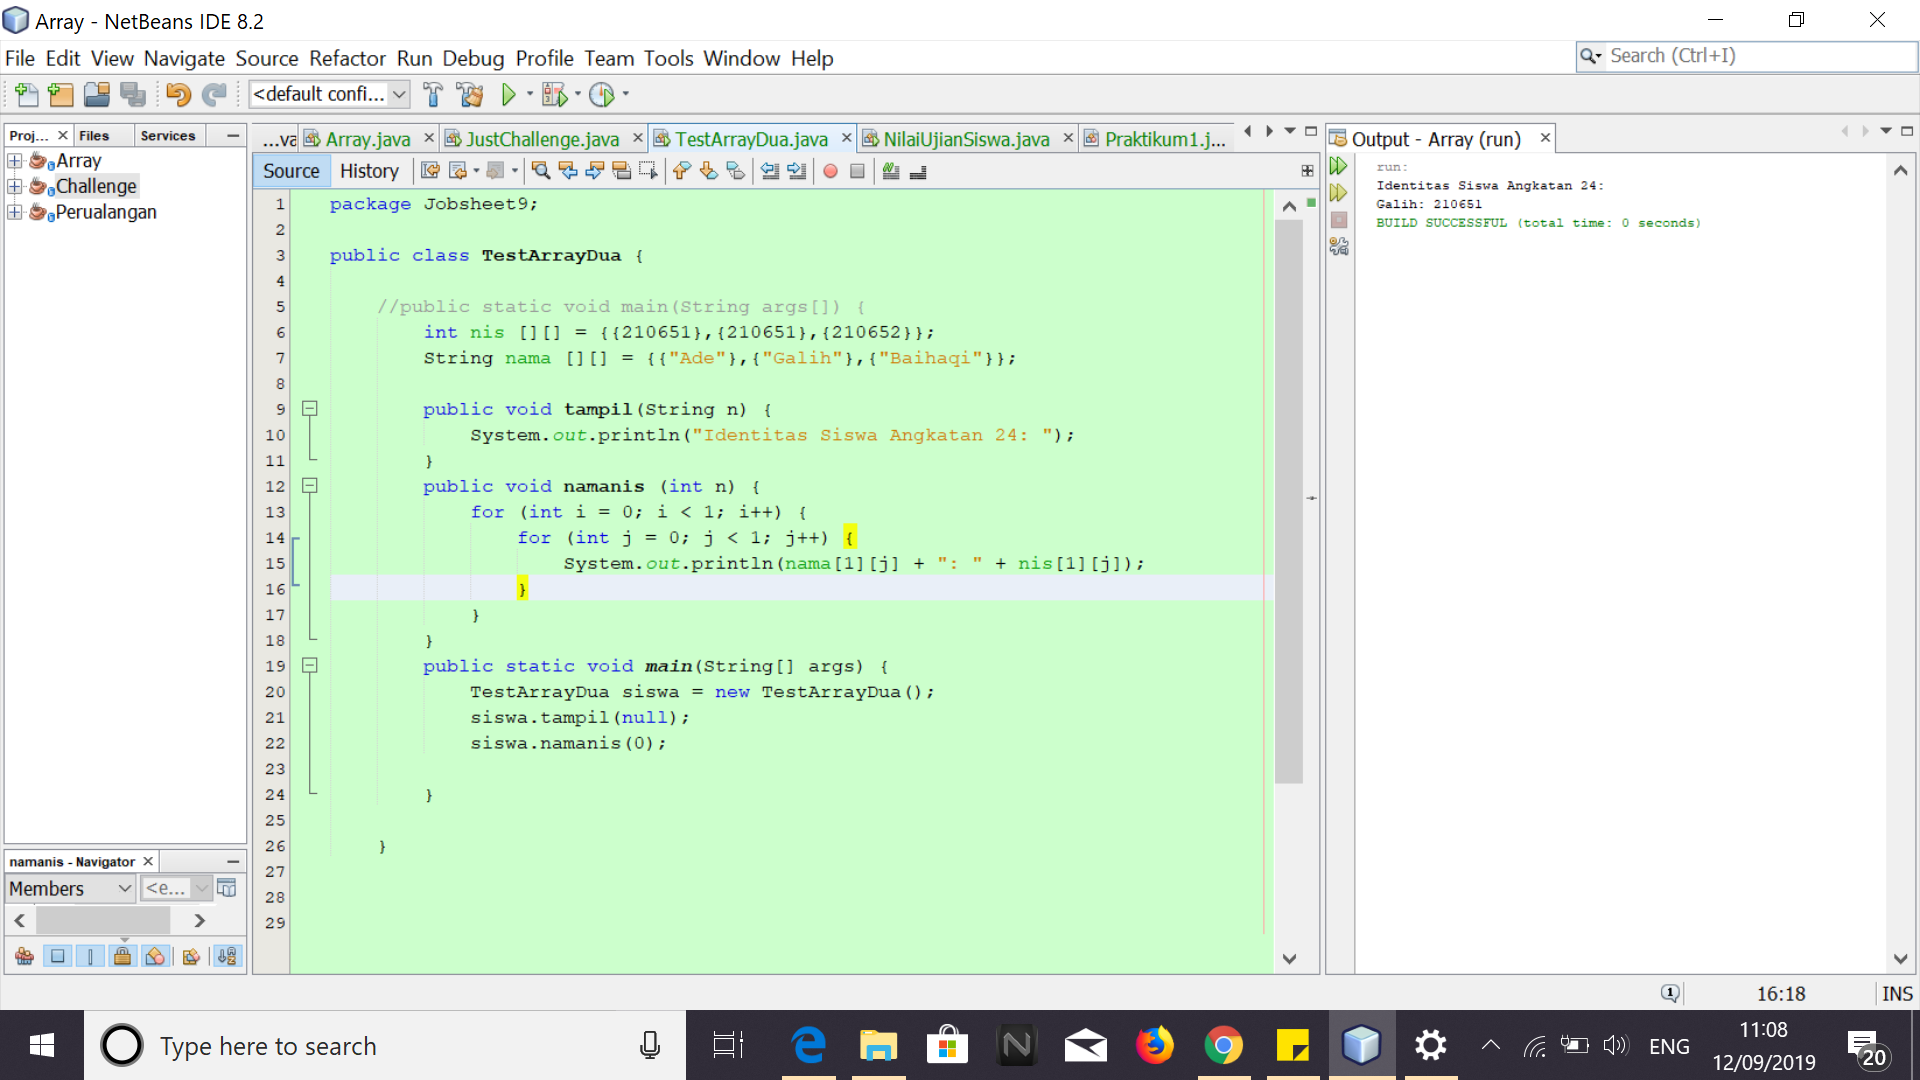 Array - NetBeans IDE 8.2
File Edit View Navigate Source Refactor Run Debug Profile Team Tools Window Help
Search (Ctrl+I)
<default confi...
Proj... Files Services
...va Array.java JustChallenge.java TestArrayDua.java NilaiUjianSiswa.java Praktikum1.j...
Output - Array (run)
Array
Challenge
Perualangan
Source History
1 package Jobsheet9;
2
3 public class TestArrayDua {
4
5 //public static void main(String args[]) {
6 int nis [][] = {{210651},{210651},{210652}};
7 String nama [][] = {{"Ade"},{"Galih"},{"Baihaqi"}};
8
9 public void tampil(String n) {
10 System.out.println("Identitas Siswa Angkatan 24: ");
11 }
12 public void namanis (int n) {
13 for (int i = 0; i < 1; i++) {
14 for (int j = 0; j < 1; j++) {
15 System.out.println(nama[1][j] + ": " + nis[1][j]);
16 }
17 }
18 }
19 public static void main(String[] args) {
20 TestArrayDua siswa = new TestArrayDua();
21 siswa.tampil(null);
22 siswa.namanis(0);
23
24 }
25
26 }
27
28
29
run:
Identitas Siswa Angkatan 24:
Galih: 210651
BUILD SUCCESSFUL (total time: 0 seconds)
namanis - Navigator
Members <e...
1 16:18 INS
Type here to search
ENG
11:08
12/09/2019
20